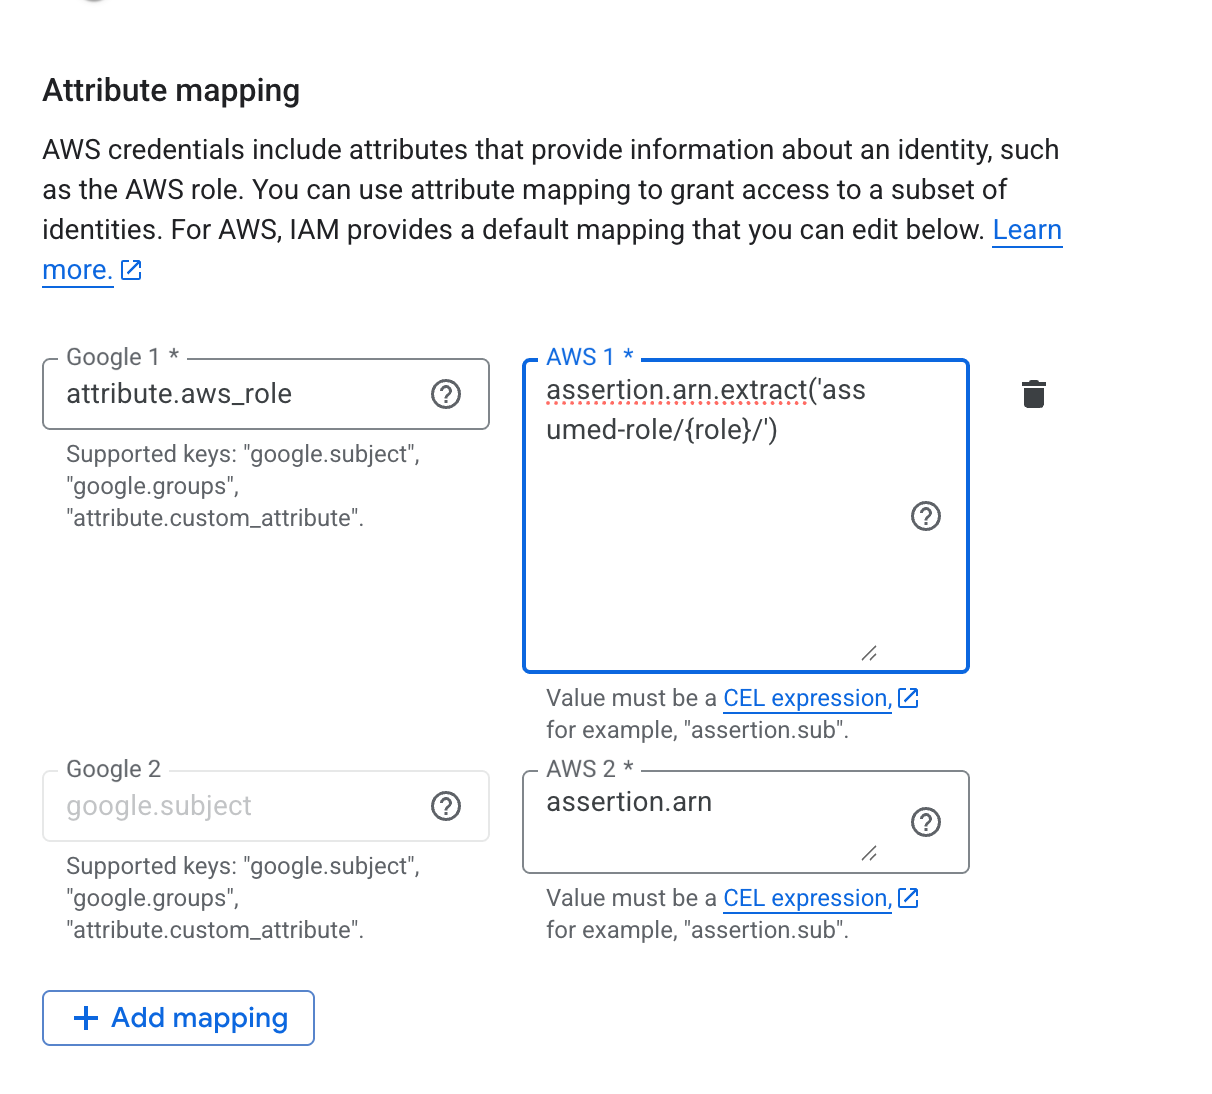 Attribute mapping
AWS credentials include attributes that provide information about an identity, such
as the AWS role. You can use attribute mapping to grant access to a subset of
identities. For AWS, IAM provides a default mapping that you can edit below. Learn
more.
Google 1 *
attribute.aws_role
Supported keys: "google.subject",
"google.groups",
"attribute.custom_attribute".
AWS 1 *
assertion.arn.extract('ass
umed-role/{role}/')
Value must be a CEL expression,
for example, "assertion.sub".
Google 2
google.subject
Supported keys: "google.subject",
"google.groups",
"attribute.custom_attribute".
AWS 2 *
assertion.arn
Value must be a CEL expression,
for example, "assertion.sub".
+ Add mapping